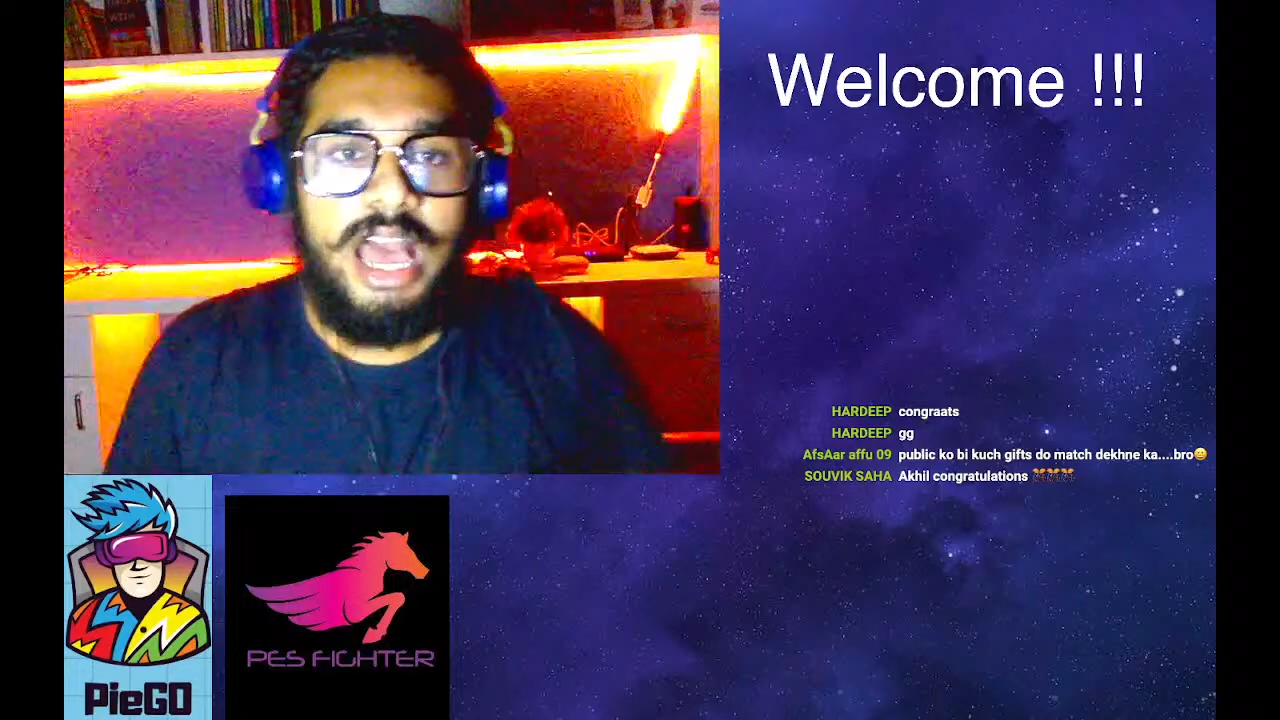 WITH
Welcome !!!
HARDEEP congraats
HARDEEP gg
AfsAar affu 09 public ko bi kuch gifts do match dekhne ka....bro😄
SOUVIK SAHA Akhil congratulations 🎉🎉🎉
PES FIGHTER
PieGO